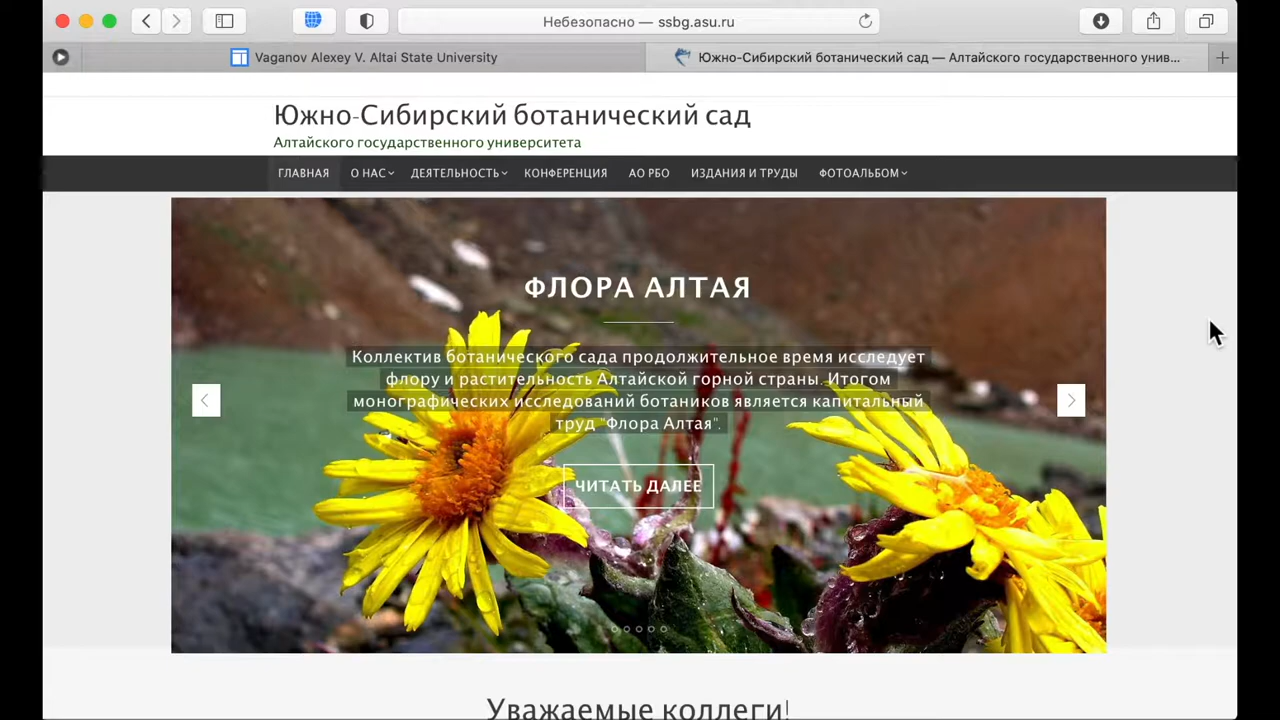 Небезопасно — ssbg.asu.ru
Vaganov Alexey V. Altai State University
Южно-Сибирский ботанический сад — Алтайского государственного унив...
Южно-Сибирский ботанический сад
Алтайского государственного университета
ГЛАВНАЯ О НАС ДЕЯТЕЛЬНОСТЬ КОНФЕРЕНЦИЯ АО РБО ИЗДАНИЯ И ТРУДЫ ФОТОАЛЬБОМ
ФЛОРА АЛТАЯ
Коллектив ботанического сада продолжительное время исследует
флору и растительность Алтайской горной страны. Итогом
монографических исследований ботаников является капитальный
труд "Флора Алтая".
ЧИТАТЬ ДАЛЕЕ
Уважаемые коллеги!